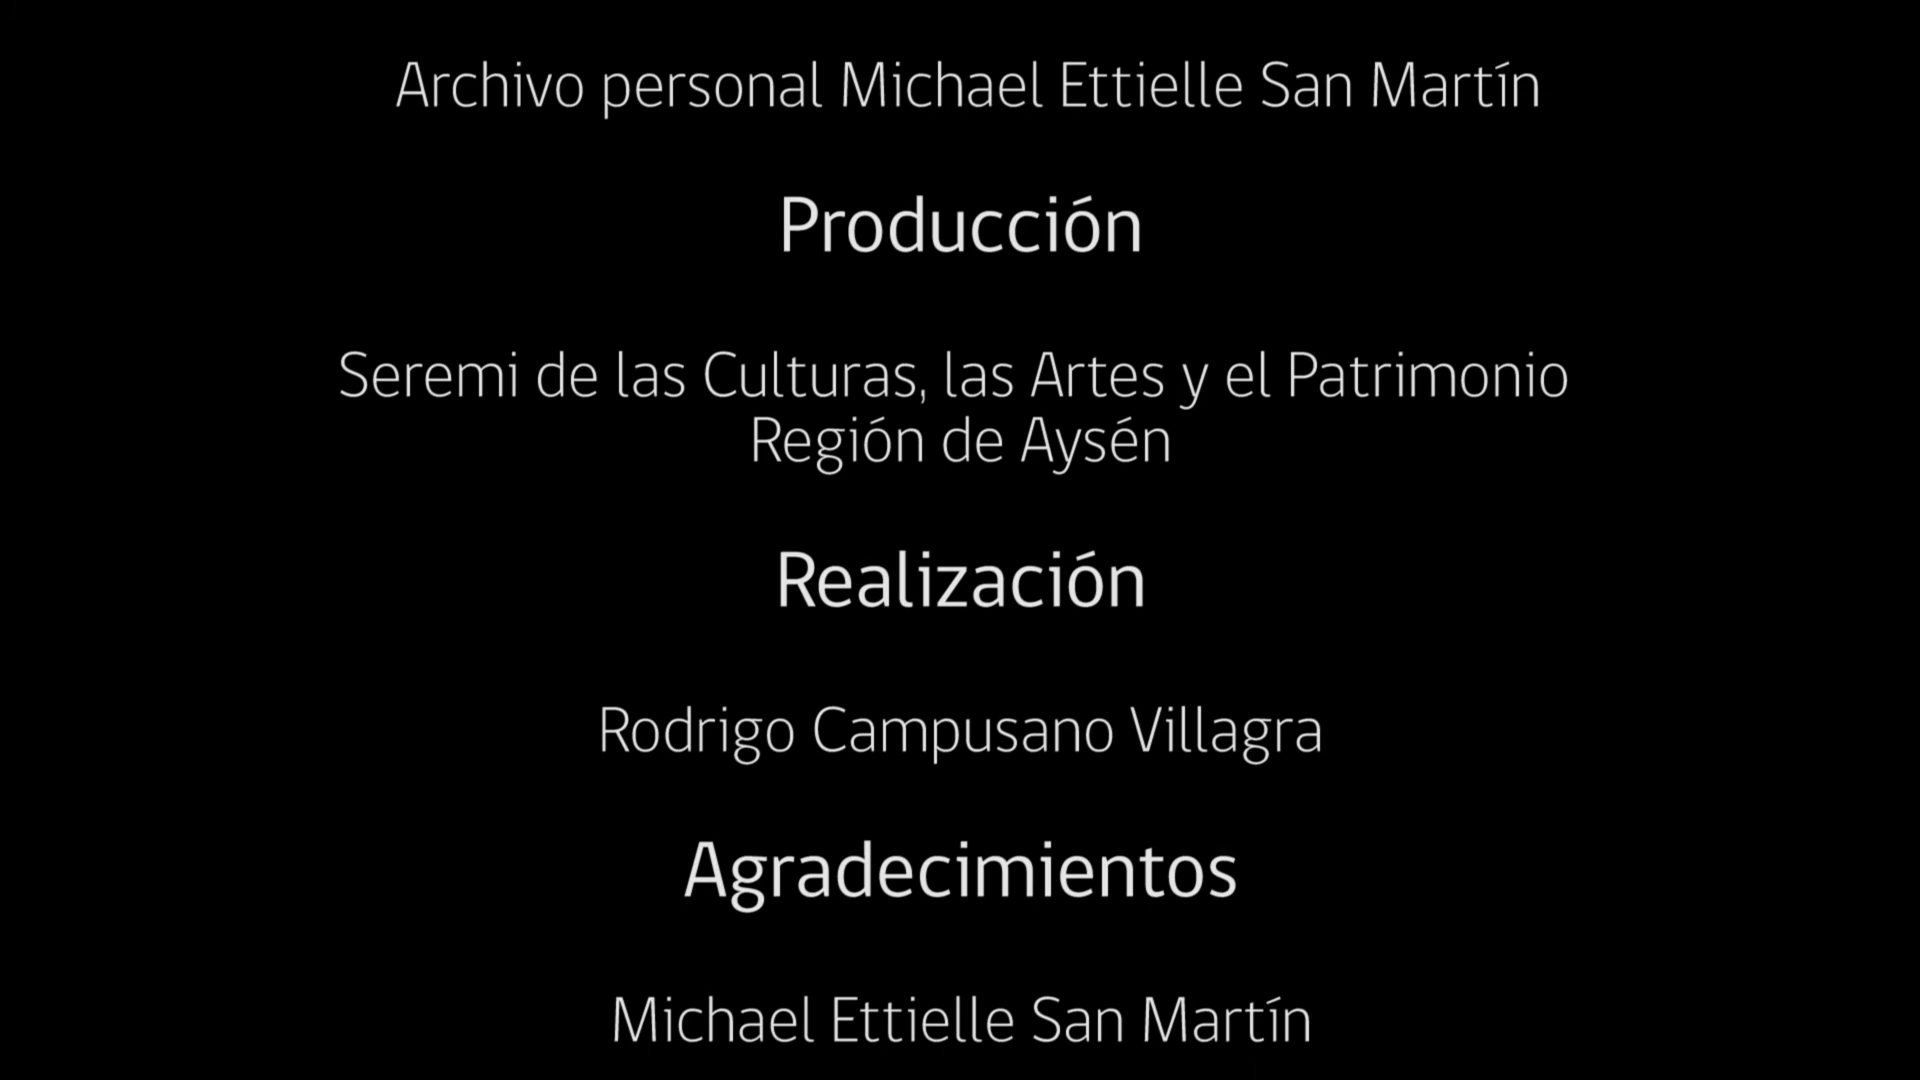 Archivo personal Michael Ettielle San Martín
Producción
Seremi de las Culturas, las Artes y el Patrimonio
Región de Aysén
Realización
Rodrigo Campusano Villagra
Agradecimientos
Michael Ettielle San Martín